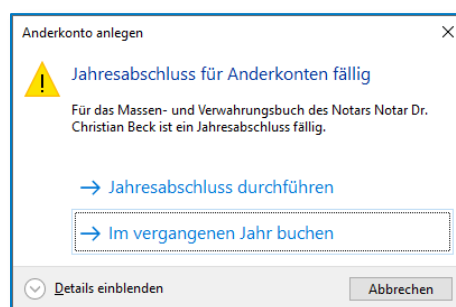 Anderkonto anlegen
Jahresabschluss für Anderkonten fällig
Für das Massen- und Verwahrungsbuch des Notars Notar Dr.
Christian Beck ist ein Jahresabschluss fällig.
→ Jahresabschluss durchführen
→ Im vergangenen Jahr buchen
Details einblenden
Abbrechen